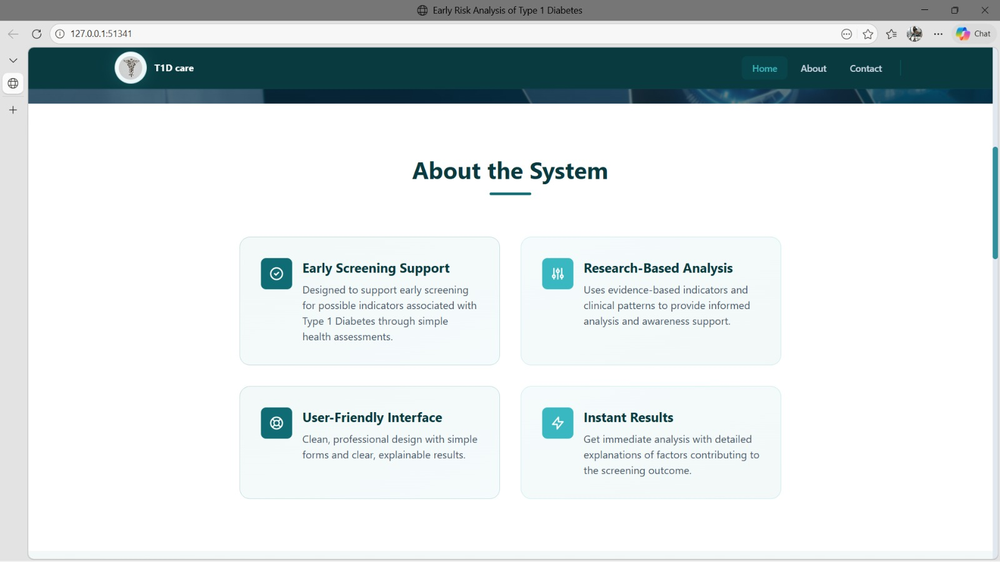 Early Risk Analysis of Type 1 Diabetes
127.0.0.1:51341
Chat
T1D care
Home
About
Contact
About the System
Early Screening Support
Designed to support early screening
for possible indicators associated with
Type 1 Diabetes through simple
health assessments.
Research-Based Analysis
Uses evidence-based indicators and
clinical patterns to provide informed
analysis and awareness support.
User-Friendly Interface
Clean, professional design with simple
forms and clear, explainable results.
Instant Results
Get immediate analysis with detailed
explanations of factors contributing to
the screening outcome.